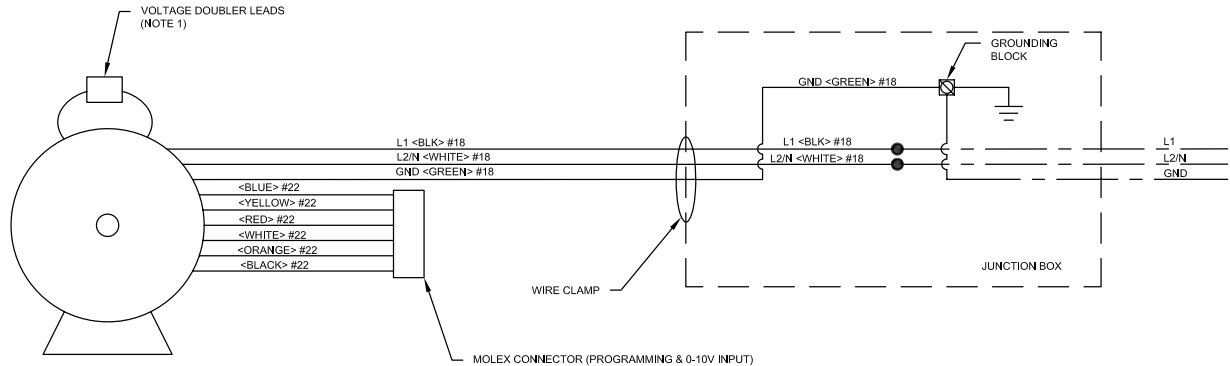 VOLTAGE DOUBLER LEADS
(NOTE 1)
GROUNDING
BLOCK
GND <GREEN> #18
L1 <BLK> #18
L1 <BLK> #18
L1
L2/N <WHITE> #18
L2/N <WHITE> #18
L2/N
GND <GREEN> #18
GND
<BLUE> #22
<YELLOW> #22
<RED> #22
<WHITE> #22
<ORANGE> #22
<BLACK> #22
JUNCTION BOX
WIRE CLAMP
MOLEX CONNECTOR (PROGRAMMING & 0-10V INPUT)